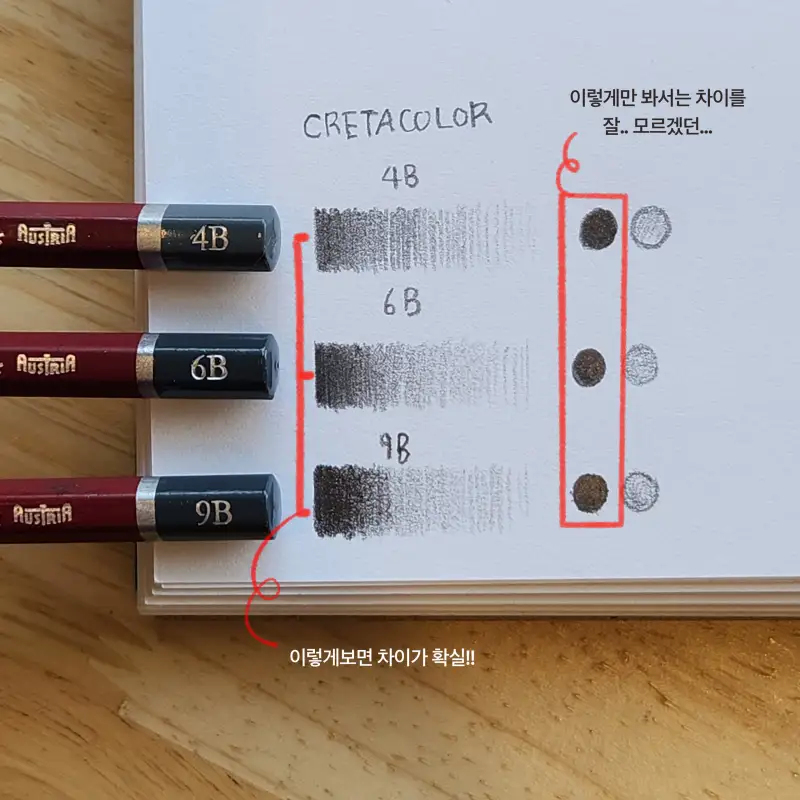 이렇게만 봐서는 차이를
잘.. 모르겠던...
CRETACOLOR
4B
AUSTRIA 4B
6B
AUSTRIA 6B
9B
AUSTRIA 9B
이렇게보면 차이가 확실!!